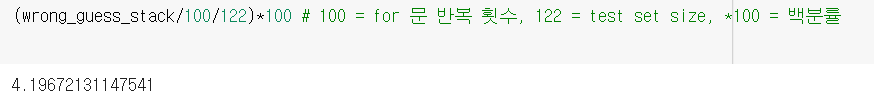 (wrong_guess_stack/100/122)*100 # 100 = for 문 반복 횟수, 122 = test set size, *100 = 백분률
4.19672131147541